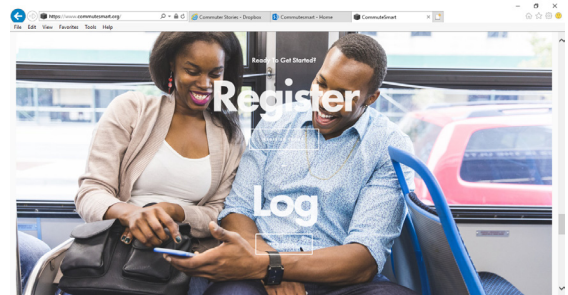 https://www.commutesmart.org/
Commuter Stories - Dropbox
Commutesmart - Home
CommuteSmart
File Edit View Favorites Tools Help
Ready To Get Started?
Register
Log